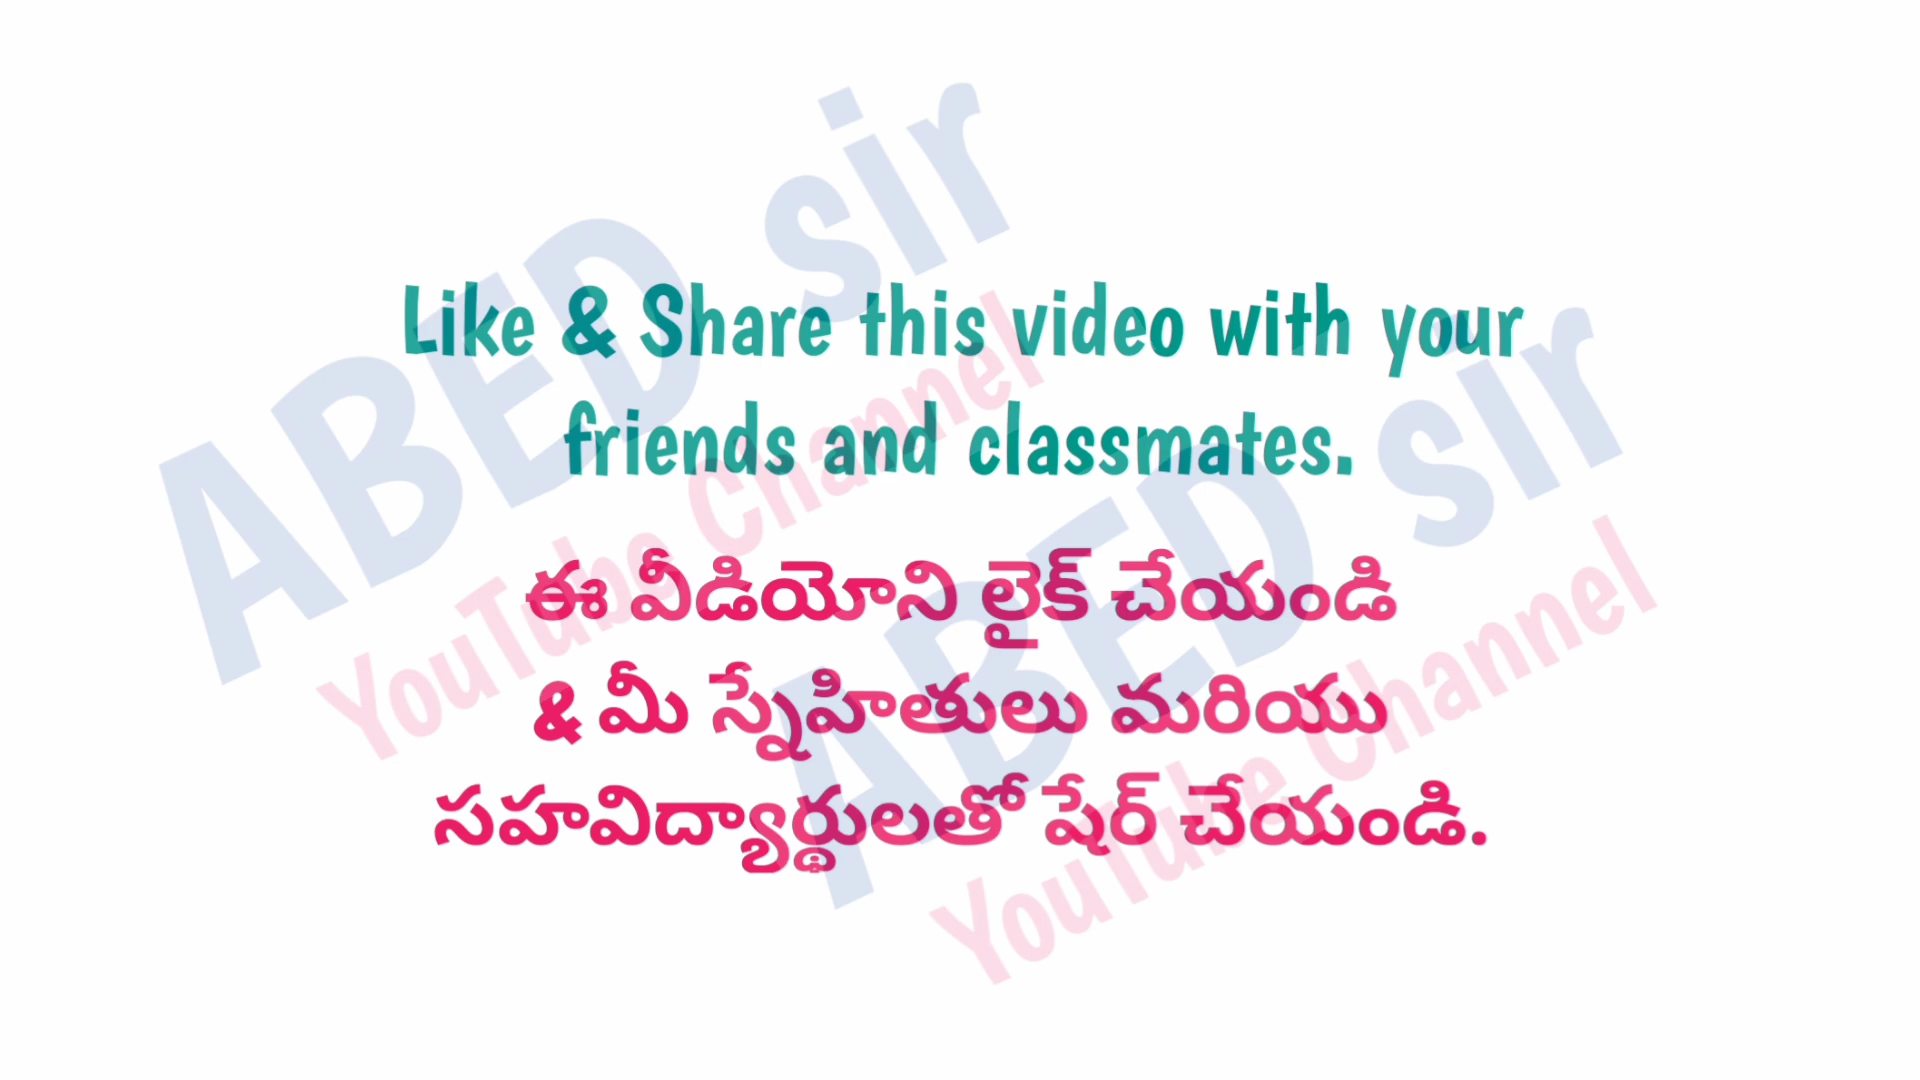 Like & Share this video with your
friends and classmates.
ఈ వీడియోని లైక్ చేయండి
& మీ స్నేహితులు మరియు
సహవిద్యార్థులతో షేర్ చేయండి.
ABED sir
YouTube Channel
ABED sir
YouTube Channel